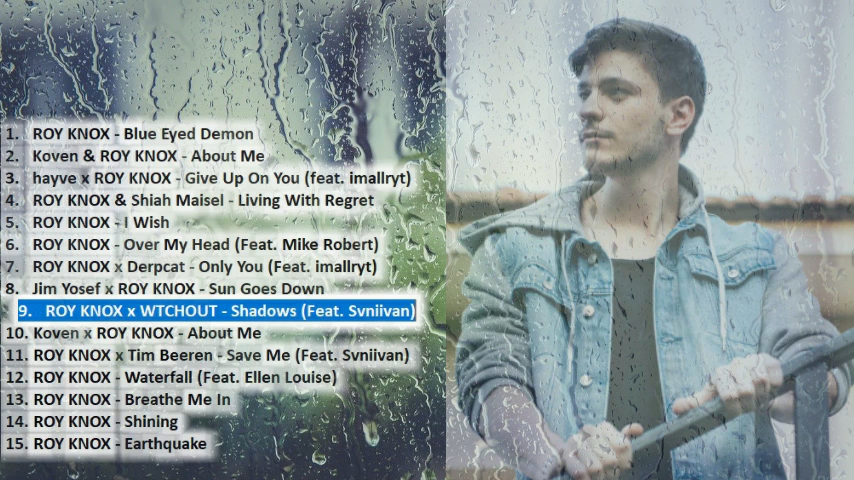 1. ROY KNOX - Blue Eyed Demon
2. Koven & ROY KNOX - About Me
3. hayve x ROY KNOX - Give Up On You (feat. imallryt)
4. ROY KNOX & Shiah Maisel - Living With Regret
5. ROY KNOX - I Wish
6. ROY KNOX - Over My Head (Feat. Mike Robert)
7. ROY KNOX x Derpcat - Only You (Feat. imallryt)
8. Jim Yosef x ROY KNOX - Sun Goes Down
9. ROY KNOX x WTCHOUT - Shadows (Feat. Svniivan)
10. Koven x ROY KNOX - About Me
11. ROY KNOX x Tim Beeren - Save Me (Feat. Svniivan)
12. ROY KNOX - Waterfall (Feat. Ellen Louise)
13. ROY KNOX - Breathe Me In
14. ROY KNOX - Shining
15. ROY KNOX - Earthquake